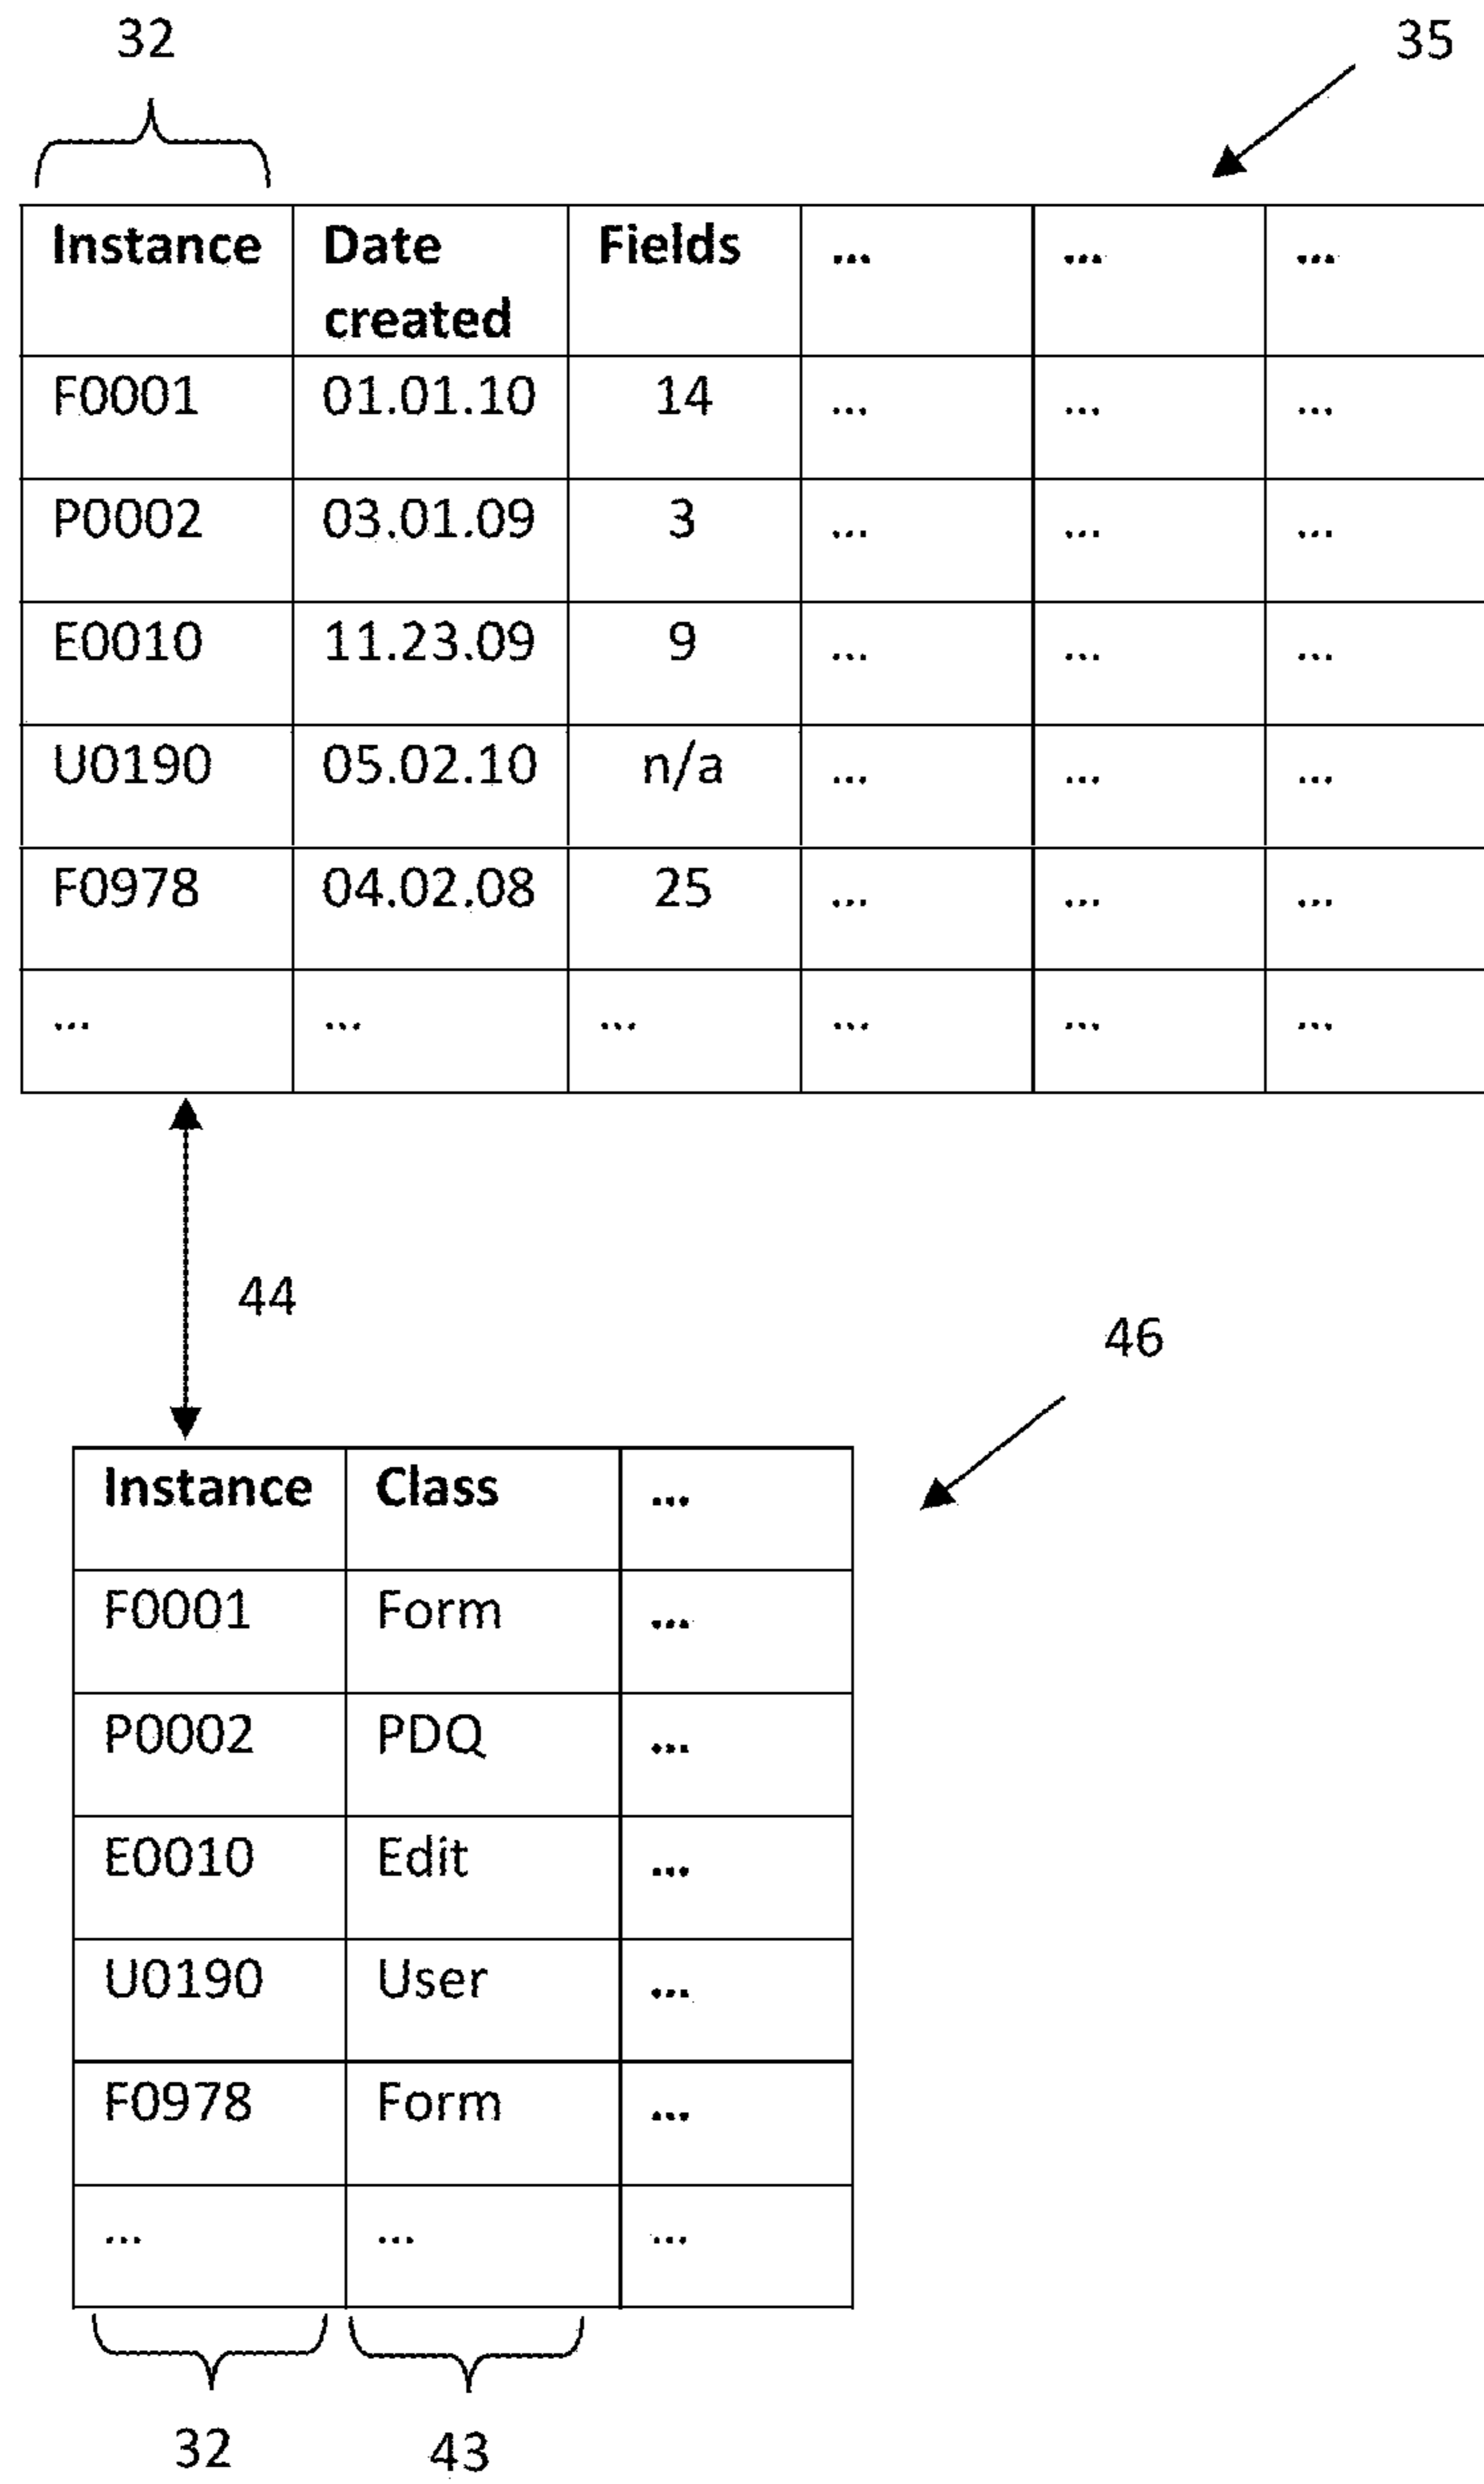 32
35
Instance Date created Fields ... ... ...
F0001 01.01.10 14 ... ... ...
P0002 03.01.09 3 ... ... ...
E0010 11.23.09 9 ... ... ...
U0190 05.02.10 n/a ... ... ...
F0978 04.02.08 25 ... ... ...
... ... ... ... ... ...
44
46
Instance Class ...
F0001 Form ...
P0002 PDQ ...
E0010 Edit ...
U0190 User ...
F0978 Form ...
... ... ...
32 43